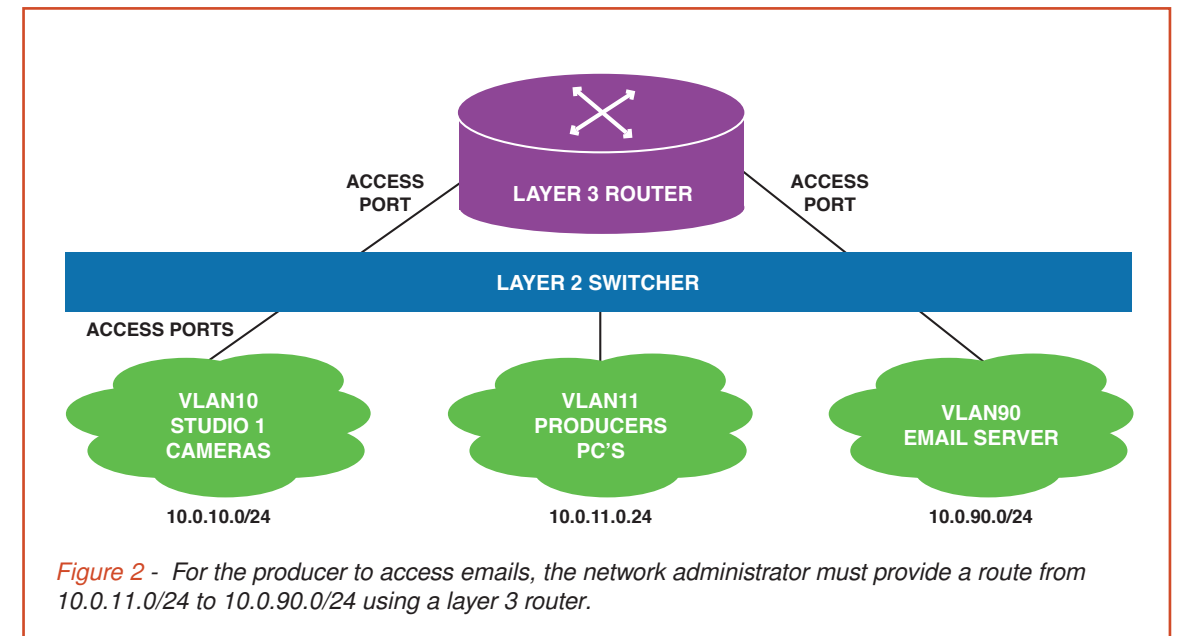 ACCESS
PORT
LAYER 3 ROUTER
ACCESS
PORT
LAYER 2 SWITCHER
ACCESS PORTS
VLAN10
STUDIO 1
CAMERAS
VLAN11
PRODUCERS
PC'S
VLAN90
EMAIL SERVER
10.0.10.0/24
10.0.11.0.24
10.0.90.0/24
Figure 2 - For the producer to access emails, the network administrator must provide a route from
10.0.11.0/24 to 10.0.90.0/24 using a layer 3 router.